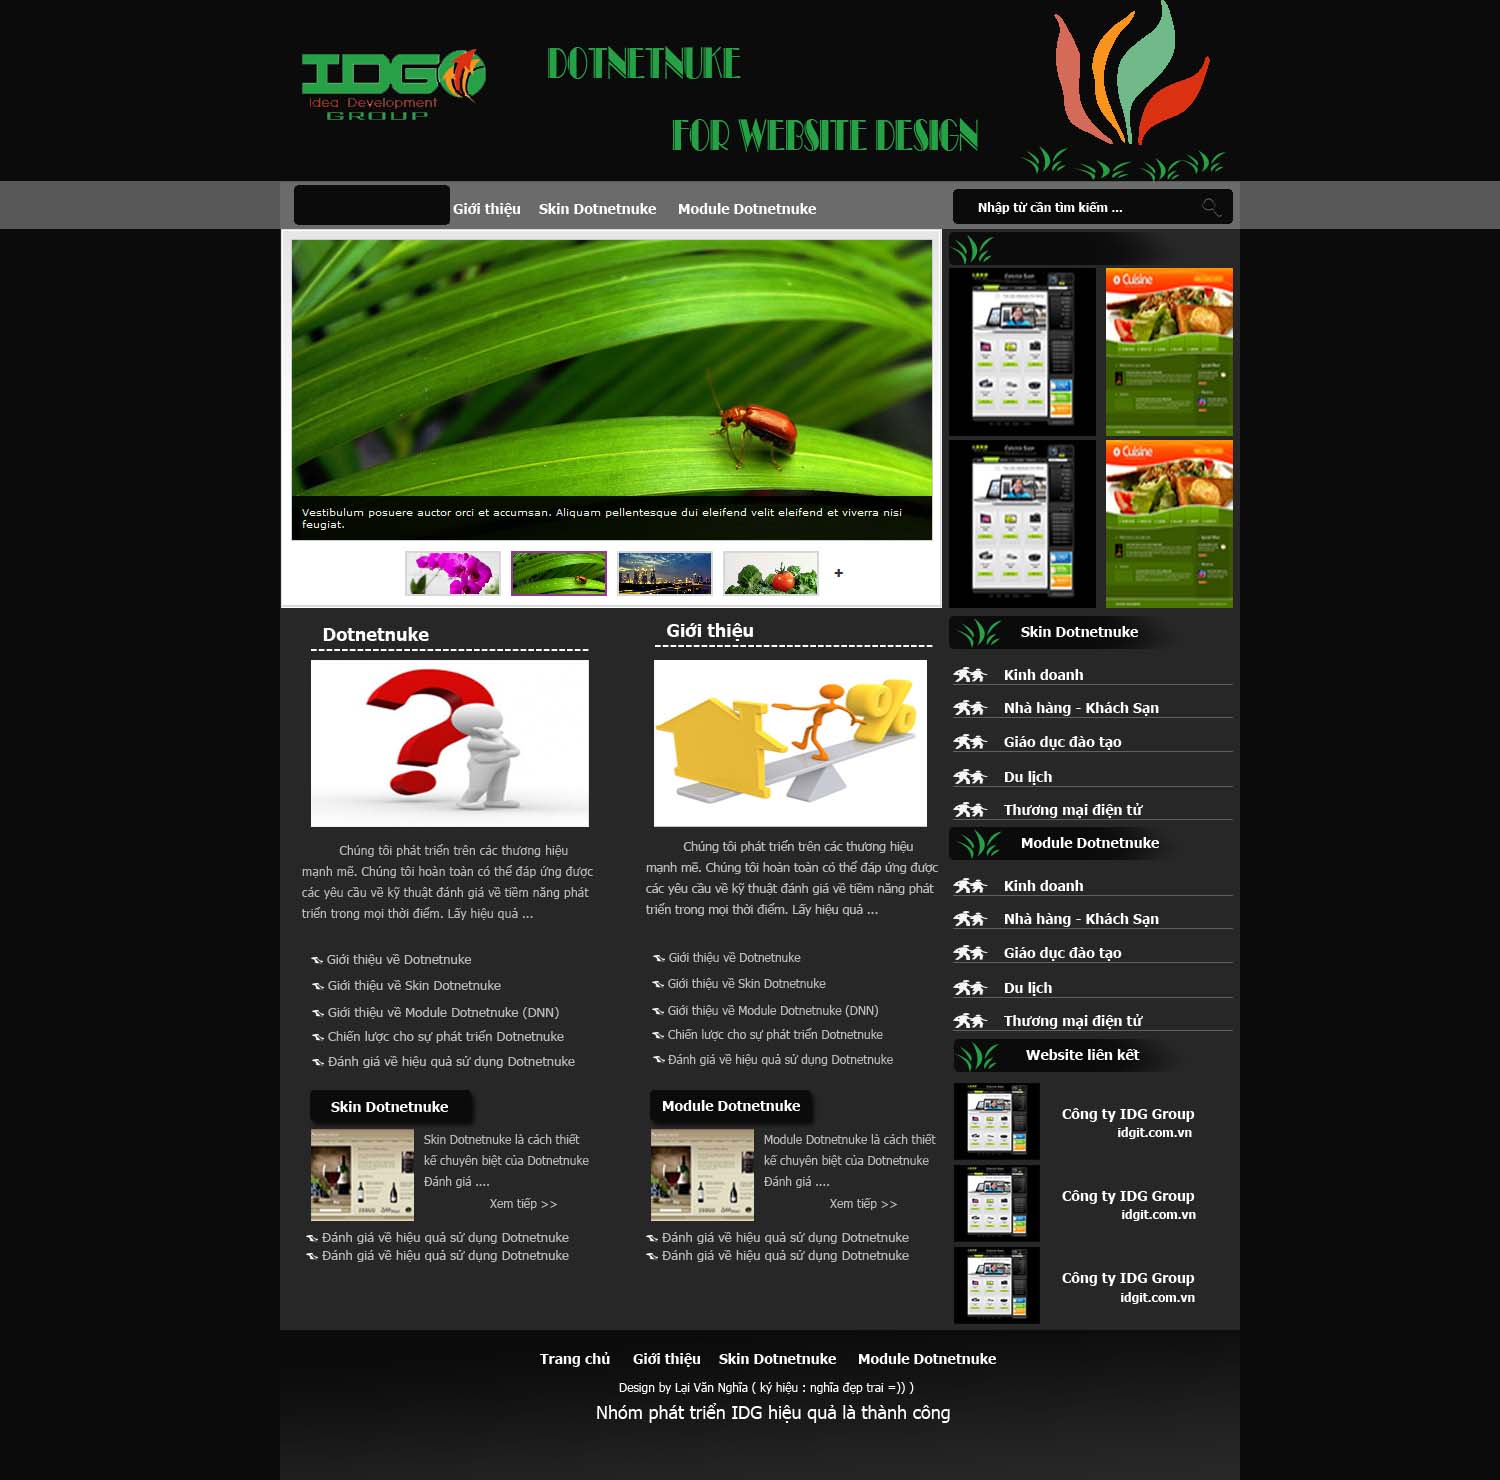 IDG
Idea Development
GROUP
DOTNETNUKE
FOR WEBSITE DESIGN
Giới thiệu
Skin Dotnetnuke
Module Dotnetnuke
Nhập từ cần tìm kiếm ...
Cuisine
Cuisine
Vestibulum posuere auctor orci et accumsan. Aliquam pellentesque dui eleifend velit eleifend et viverra nisi
feugiat.
+
Dotnetnuke
Chúng tôi phát triển trên các thương hiệu
mạnh mẽ. Chúng tôi hoàn toàn có thể đáp ứng được
các yêu cầu về kỹ thuật đánh giá về tiềm năng phát
triển trong mọi thời điểm. Lấy hiệu quả ...
Giới thiệu về Dotnetnuke
Giới thiệu về Skin Dotnetnuke
Giới thiệu về Module Dotnetnuke (DNN)
Chiến lược cho sự phát triển Dotnetnuke
Đánh giá về hiệu quả sử dụng Dotnetnuke
Skin Dotnetnuke
Skin Dotnetnuke là cách thiết
kế chuyên biệt của Dotnetnuke
Đánh giá ....
Xem tiếp >>
Đánh giá về hiệu quả sử dụng Dotnetnuke
Đánh giá về hiệu quả sử dụng Dotnetnuke
Giới thiệu
%
Chúng tôi phát triển trên các thương hiệu
mạnh mẽ. Chúng tôi hoàn toàn có thể đáp ứng được
các yêu cầu về kỹ thuật đánh giá về tiềm năng phát
triển trong mọi thời điểm. Lấy hiệu quả ...
Giới thiệu về Dotnetnuke
Giới thiệu về Skin Dotnetnuke
Giới thiệu về Module Dotnetnuke (DNN)
Chiến lược cho sự phát triển Dotnetnuke
Đánh giá về hiệu quả sử dụng Dotnetnuke
Module Dotnetnuke
Module Dotnetnuke là cách thiết
kế chuyên biệt của Dotnetnuke
Đánh giá ....
Xem tiếp >>
Đánh giá về hiệu quả sử dụng Dotnetnuke
Đánh giá về hiệu quả sử dụng Dotnetnuke
Skin Dotnetnuke
Kinh doanh
Nhà hàng - Khách Sạn
Giáo dục đào tạo
Du lịch
Thương mại điện tử
Module Dotnetnuke
Kinh doanh
Nhà hàng - Khách Sạn
Giáo dục đào tạo
Du lịch
Thương mại điện tử
Website liên kết
Công ty IDG Group
idgit.com.vn
Công ty IDG Group
idgit.com.vn
Công ty IDG Group
idgit.com.vn
Trang chủ
Giới thiệu
Skin Dotnetnuke
Module Dotnetnuke
Design by Lại Văn Nghĩa ( ký hiệu : nghĩa đẹp trai =)) )
Nhóm phát triển IDG hiệu quả là thành công